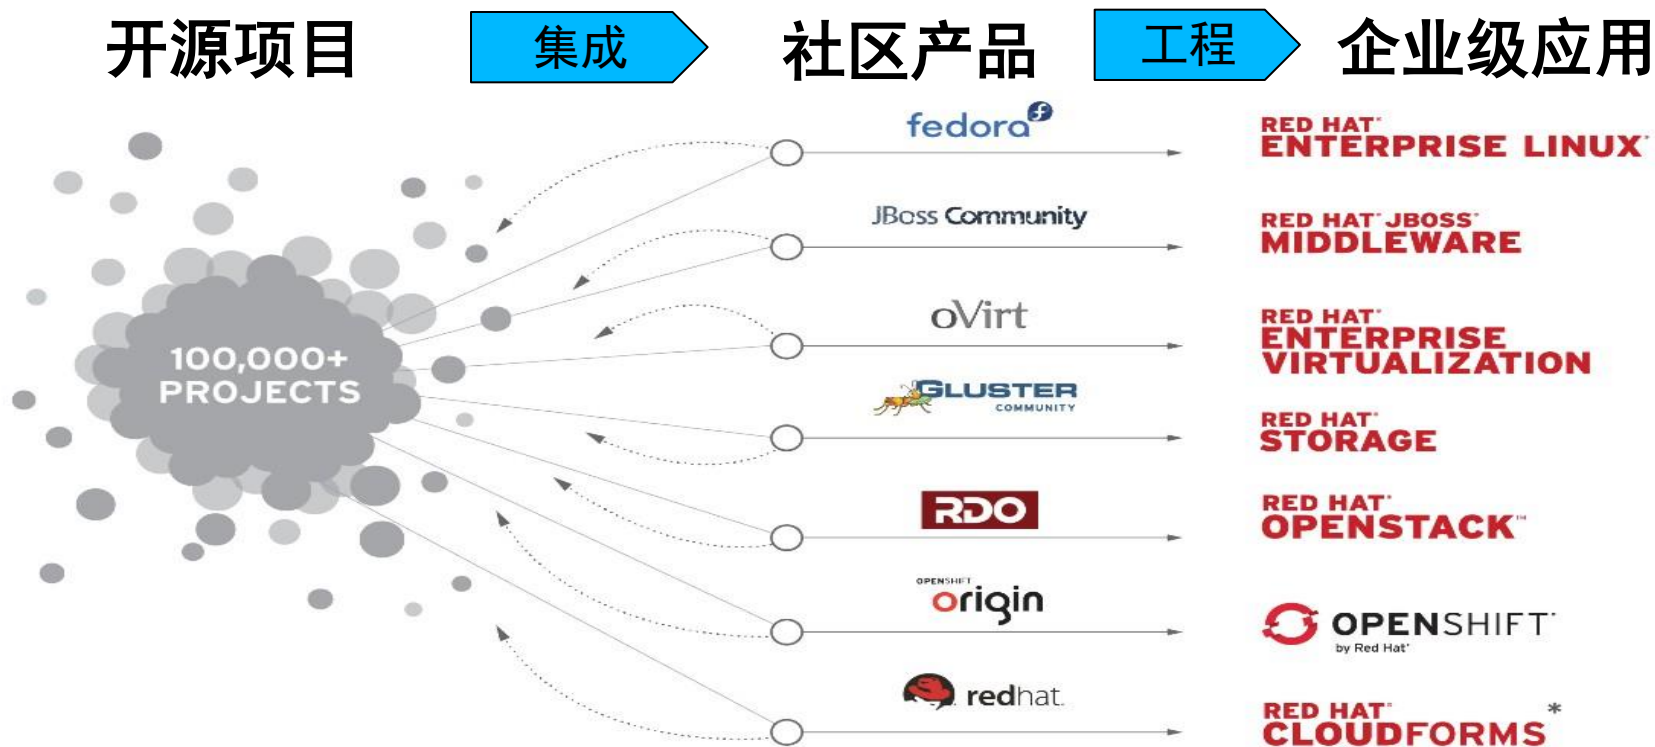 开源项目
集成
社区产品
工程
企业级应用
fedora
RED HAT
ENTERPRISE LINUX
JBoss Community
RED HAT JBOSS
MIDDLEWARE
oVirt
RED HAT
ENTERPRISE
VIRTUALIZATION
100,000+
PROJECTS
GLUSTER
COMMUNITY
RED HAT
STORAGE
RDO
RED HAT
OPENSTACK™
OPENSHIFT
origin
OPENSHIFT
by Red Hat
redhat.
RED HAT
CLOUDFORMS*